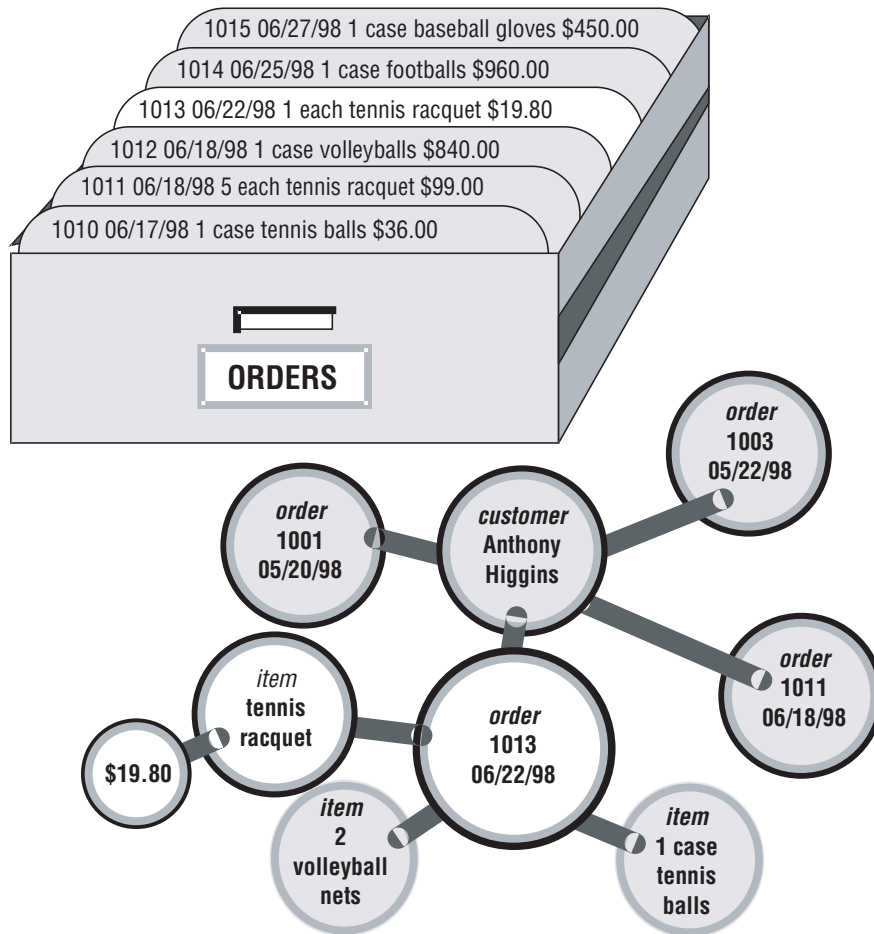 1015 06/27/98 1 case baseball gloves $450.00
1014 06/25/98 1 case footballs $960.00
1013 06/22/98 1 each tennis racquet $19.80
1012 06/18/98 1 case volleyballs $840.00
1011 06/18/98 5 each tennis racquet $99.00
1010 06/17/98 1 case tennis balls $36.00
ORDERS
order
1003
05/22/98
order
1001
05/20/98
customer
Anthony
Higgins
order
1011
06/18/98
item
tennis
racquet
order
1013
06/22/98
$19.80
item
2
volleyball
nets
item
1 case
tennis
balls